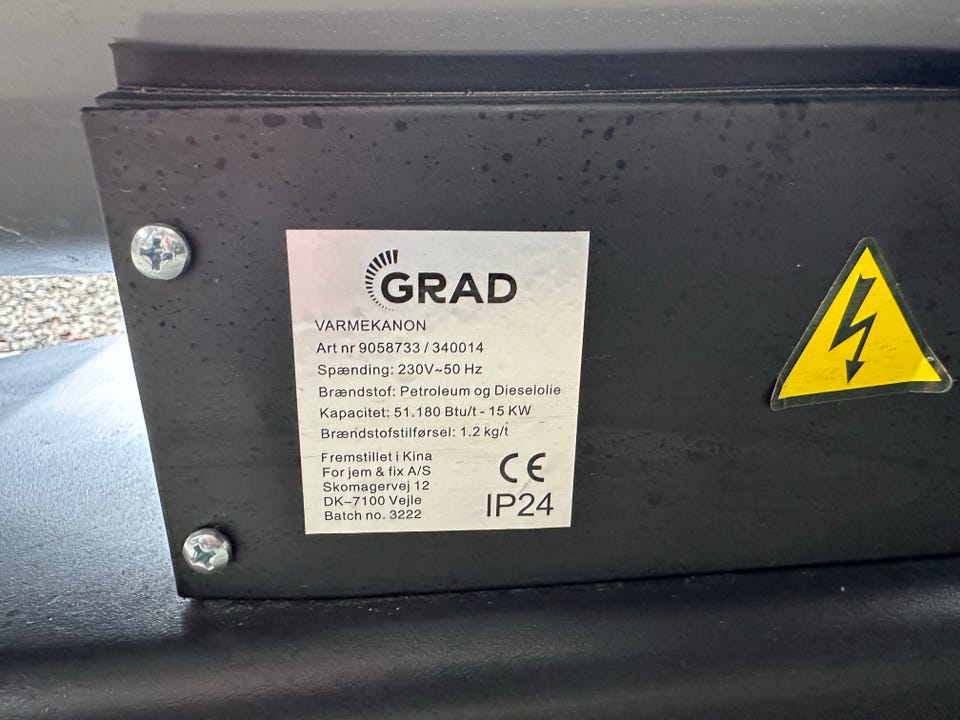 GRAD
VARMEKANON
Art nr 9058733 / 340014
Spænding: 230V~50 Hz
Brændstof: Petroleum og Dieselolie
Kapacitet: 51.180 Btu/t - 15 KW
Brændstofstilførsel: 1.2 kg/t
Fremstillet i Kina
For jem & fix A/S
Skomagervej 12
DK–7100 Vejle
Batch no. 3222
CE
IP24